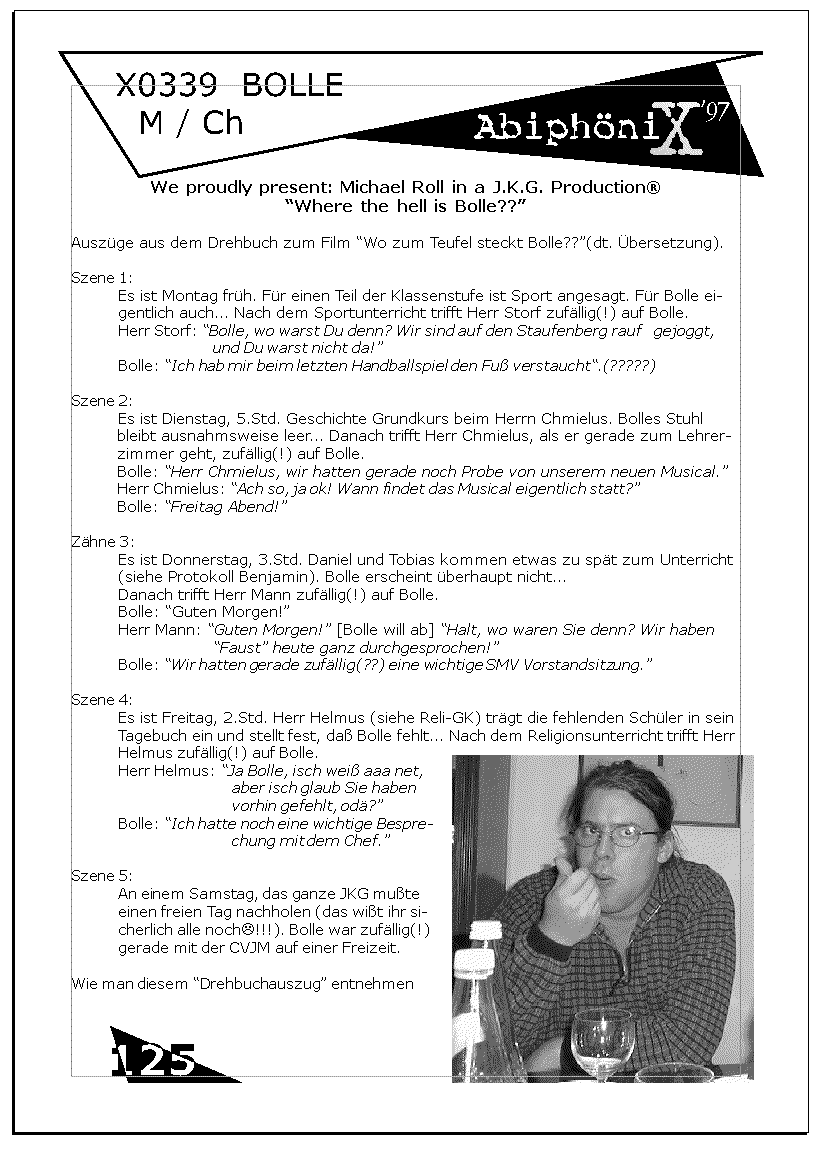 X0339 BOLLE
M / Ch
AbiphöniX '97
We proudly present: Michael Roll in a J.K.G. Production®
“Where the hell is Bolle??”
Auszüge aus dem Drehbuch zum Film “Wo zum Teufel steckt Bolle??”(dt. Übersetzung).
Szene 1:
Es ist Montag früh. Für einen Teil der Klassenstufe ist Sport angesagt. Für Bolle ei-
gentlich auch... Nach dem Sportunterricht trifft Herr Storf zufällig(!) auf Bolle.
Herr Storf: “Bolle, wo warst Du denn? Wir sind auf den Staufenberg rauf gejoggt,
und Du warst nicht da!”
Bolle: “Ich hab mir beim letzten Handballspiel den Fuß verstaucht“.(?????)
Szene 2:
Es ist Dienstag, 5.Std. Geschichte Grundkurs beim Herrn Chmielus. Bolles Stuhl
bleibt ausnahmsweise leer... Danach trifft Herr Chmielus, als er gerade zum Lehrer-
zimmer geht, zufällig(!) auf Bolle.
Bolle: “Herr Chmielus, wir hatten gerade noch Probe von unserem neuen Musical.”
Herr Chmielus: “Ach so, ja ok! Wann findet das Musical eigentlich statt?”
Bolle: “Freitag Abend!”
Zähne 3:
Es ist Donnerstag, 3.Std. Daniel und Tobias kommen etwas zu spät zum Unterricht
(siehe Protokoll Benjamin). Bolle erscheint überhaupt nicht...
Danach trifft Herr Mann zufällig(!) auf Bolle.
Bolle: “Guten Morgen!”
Herr Mann: “Guten Morgen!” [Bolle will ab] “Halt, wo waren Sie denn? Wir haben
“Faust” heute ganz durchgesprochen!”
Bolle: “Wir hatten gerade zufällig(??) eine wichtige SMV Vorstandsitzung.”
Szene 4:
Es ist Freitag, 2.Std. Herr Helmus (siehe Reli-GK) trägt die fehlenden Schüler in sein
Tagebuch ein und stellt fest, daß Bolle fehlt... Nach dem Religionsunterricht trifft Herr
Helmus zufällig(!) auf Bolle.
Herr Helmus: “Ja Bolle, isch weiß aaa net,
aber isch glaub Sie haben
vorhin gefehlt, odä?”
Bolle: “Ich hatte noch eine wichtige Bespre-
chung mit dem Chef.”
Szene 5:
An einem Samstag, das ganze JKG mußte
einen freien Tag nachholen (das wißt ihr si-
cherlich alle noch☹!!!). Bolle war zufällig(!)
gerade mit der CVJM auf einer Freizeit.
Wie man diesem “Drehbuchauszug” entnehmen
125